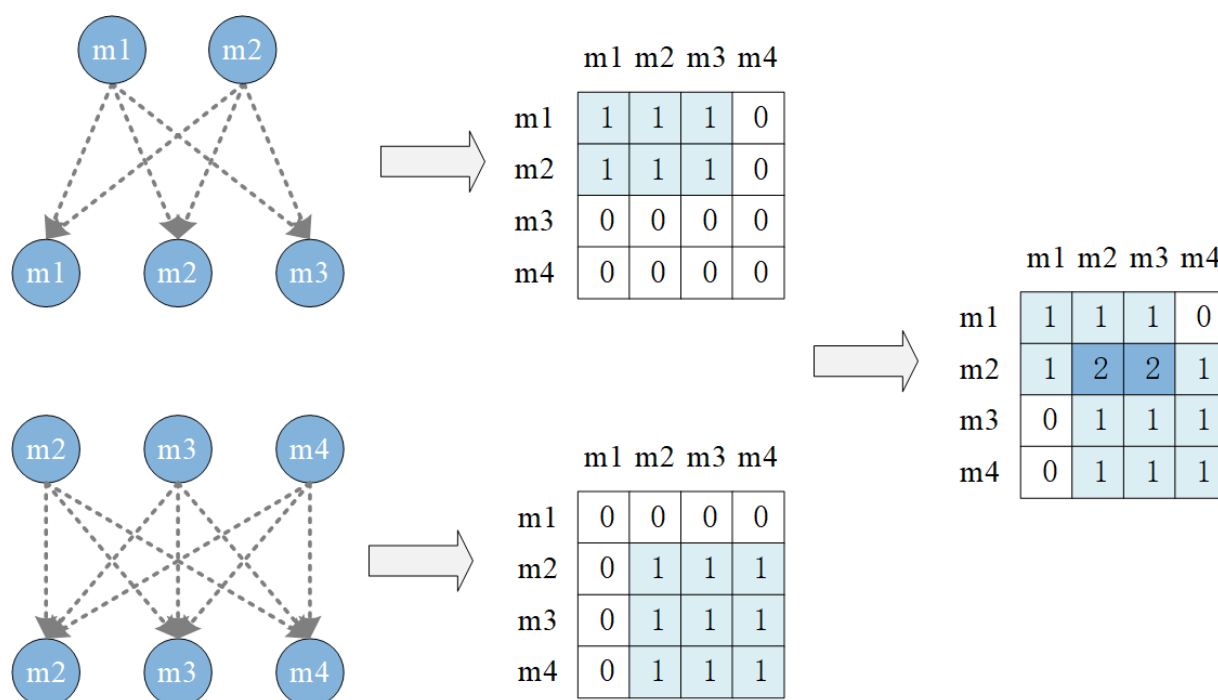 m1 m2
m1 m2 m3
m1 m2 m3 m4
m1 1 1 1 0
m2 1 1 1 0
m3 0 0 0 0
m4 0 0 0 0
m2 m3 m4
m2 m3 m4
m1 m2 m3 m4
m1 0 0 0 0
m2 0 1 1 1
m3 0 1 1 1
m4 0 1 1 1
m1 m2 m3 m4
m1 1 1 1 0
m2 1 2 2 1
m3 0 1 1 1
m4 0 1 1 1